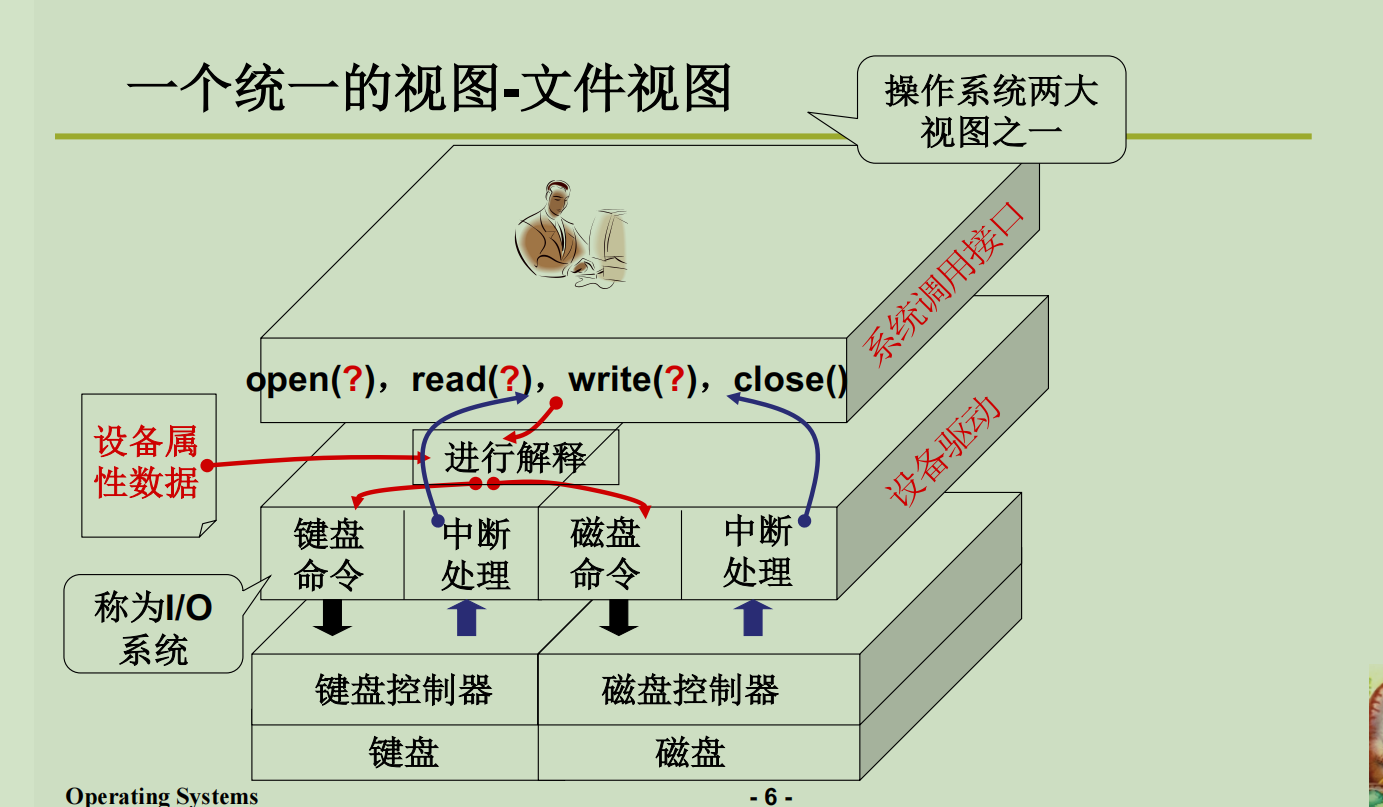 一个统一的视图-文件视图
操作系统两大
视图之一
系统调用接口
open(?)，read(?)，write(?)，close()
设备属
性数据
进行解释
设备驱动
键盘
命令
中断
处理
磁盘
命令
中断
处理
称为I/O
系统
键盘控制器
磁盘控制器
键盘
磁盘
Operating Systems
- 6 -